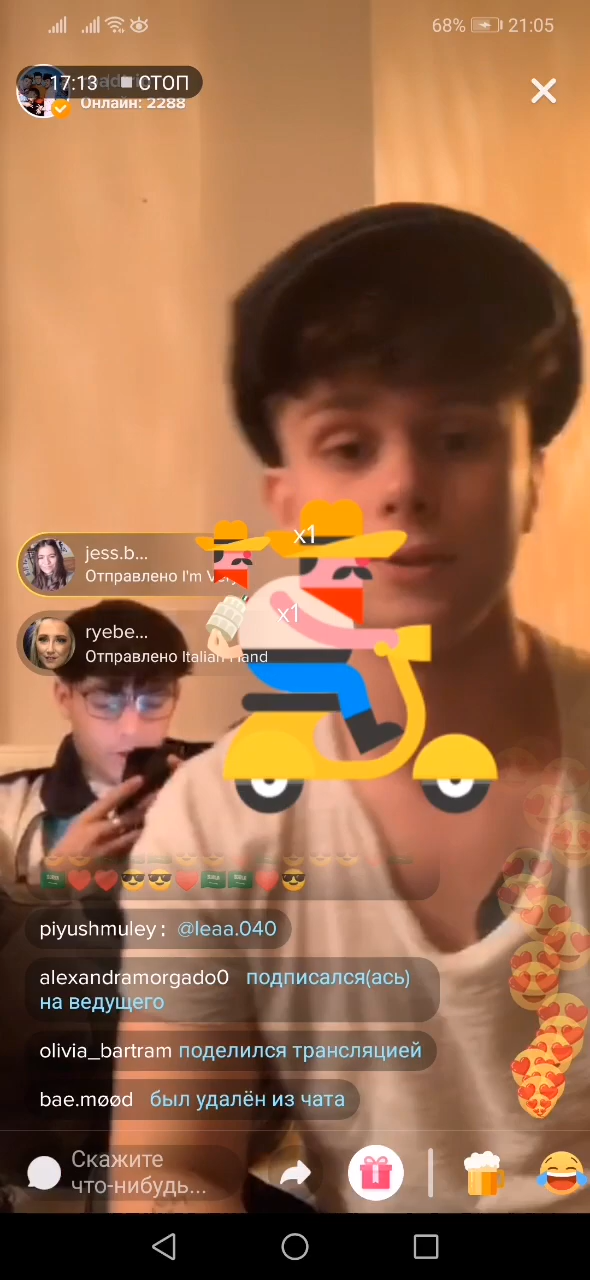 68% 21:05
17:13 СТОП
Онлайн: 2288
x1
jess.b...
Отправлено I'm
x1
ryebe...
Отправлено Italian Hand
piyushmuley : @leaa.040
alexandramorgado0 подписался(ась)
на ведущего
olivia_bartram поделился трансляцией
bae.møød был удалён из чата
Скажите
что-нибудь...